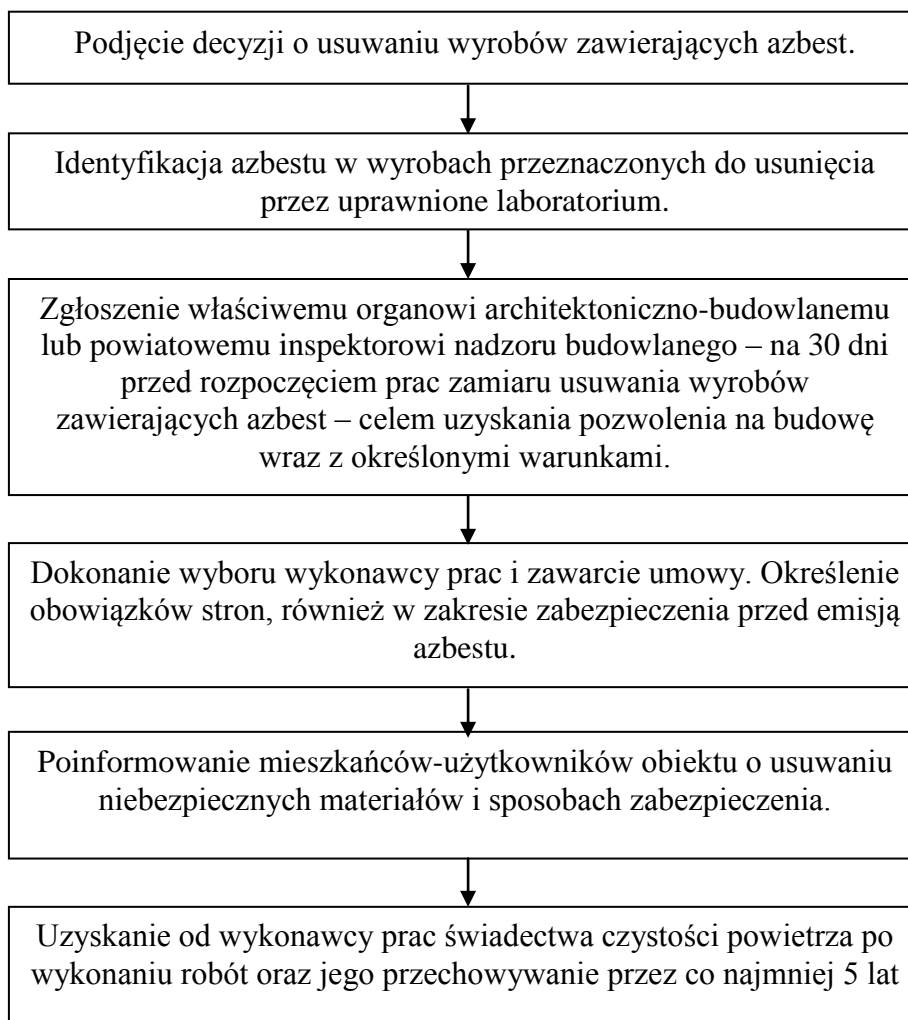 Podjęcie decyzji o usuwaniu wyrobów zawierających azbest.
Identyfikacja azbestu w wyrobach przeznaczonych do usunięcia
przez uprawnione laboratorium.
Zgłoszenie właściwemu organowi architektoniczno-budowlanemu
lub powiatowemu inspektorowi nadzoru budowlanego – na 30 dni
przed rozpoczęciem prac zamiaru usuwania wyrobów
zawierających azbest – celem uzyskania pozwolenia na budowę
wraz z określonymi warunkami.
Dokonanie wyboru wykonawcy prac i zawarcie umowy. Określenie
obowiązków stron, również w zakresie zabezpieczenia przed emisją
azbestu.
Poinformowanie mieszkańców-użytkowników obiektu o usuwaniu
niebezpiecznych materiałów i sposobach zabezpieczenia.
Uzyskanie od wykonawcy prac świadectwa czystości powietrza po
wykonaniu robót oraz jego przechowywanie przez co najmniej 5 lat